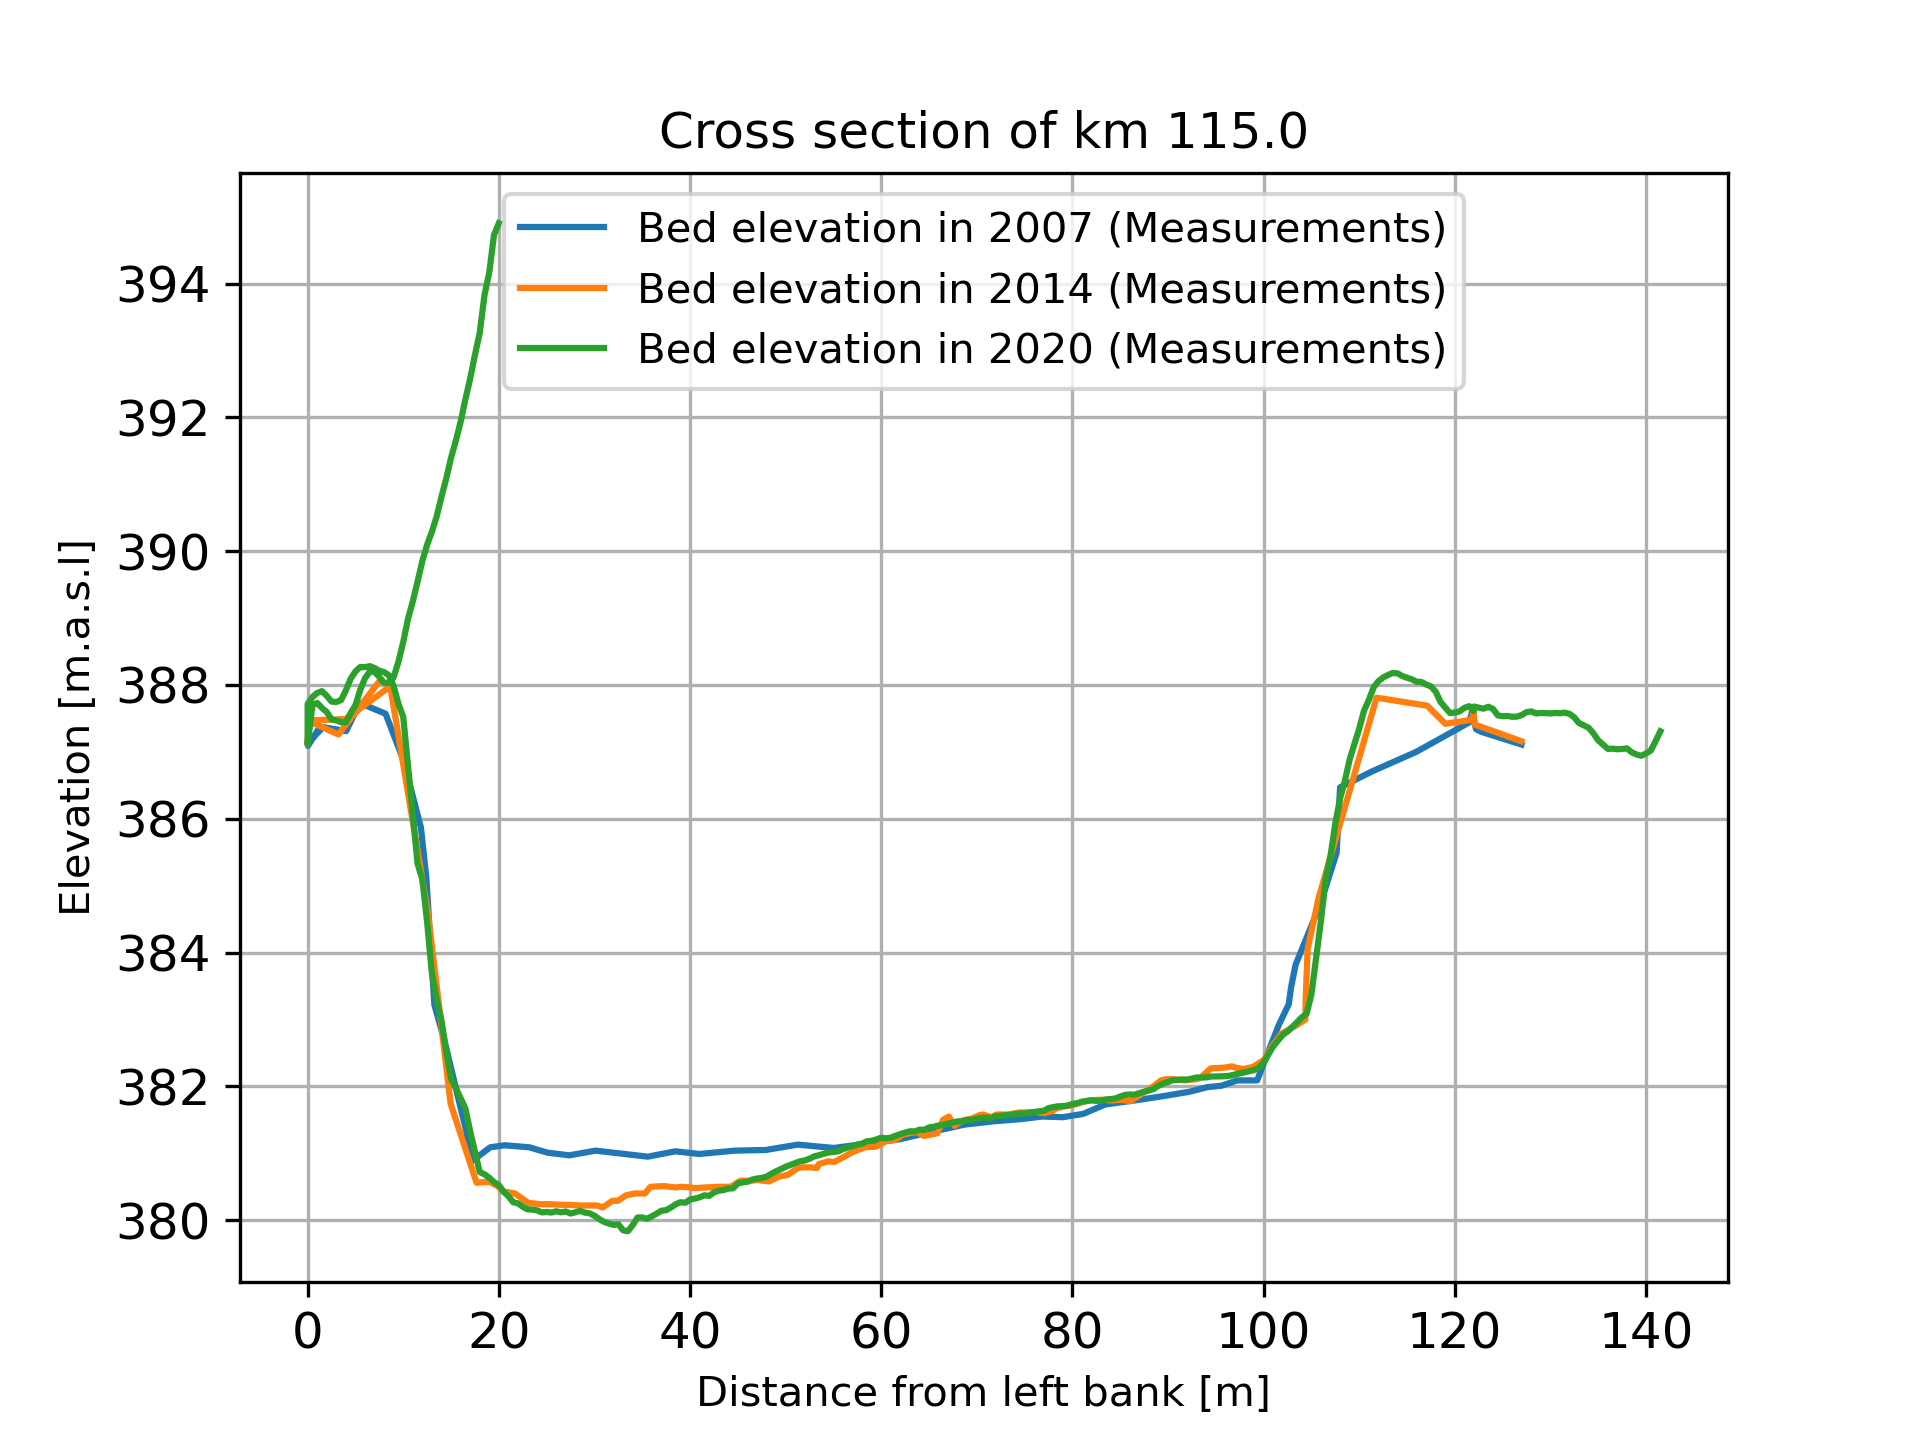 Cross section of km 115.0
Bed elevation in 2007 (Measurements)
Bed elevation in 2014 (Measurements)
Bed elevation in 2020 (Measurements)
394
392
390
388
386
384
382
380
Elevation [m.a.s.l]
0 20 40 60 80 100 120 140
Distance from left bank [m]